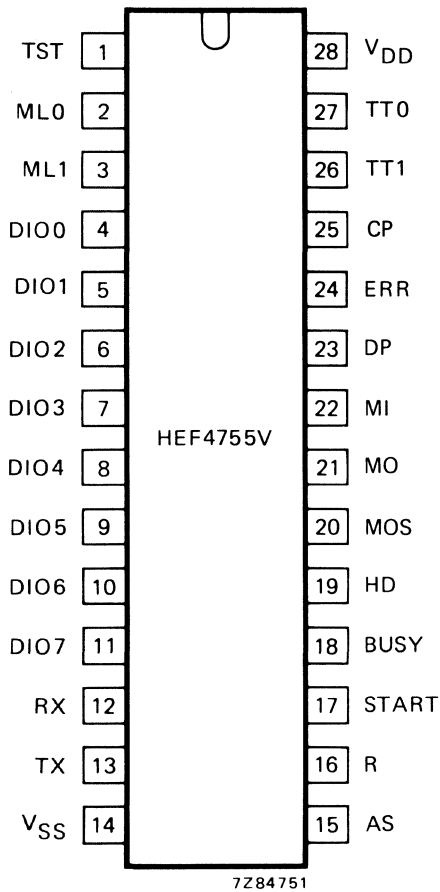 TST 1 28 VDD
ML0 2 27 TT0
ML1 3 26 TT1
DIO0 4 25 CP
DIO1 5 24 ERR
DIO2 6 23 DP
DIO3 7 22 MI
HEF4755V
DIO4 8 21 MO
DIO5 9 20 MOS
DIO6 10 19 HD
DIO7 11 18 BUSY
RX 12 17 START
TX 13 16 R
VSS 14 15 AS
7Z84751